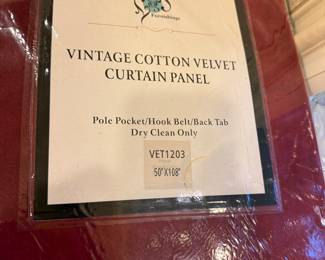 Furnishings
VINTAGE COTTON VELVET
CURTAIN PANEL
Pole Pocket/Hook Belt/Back Tab
Dry Clean Only
VET1203
50"X108"